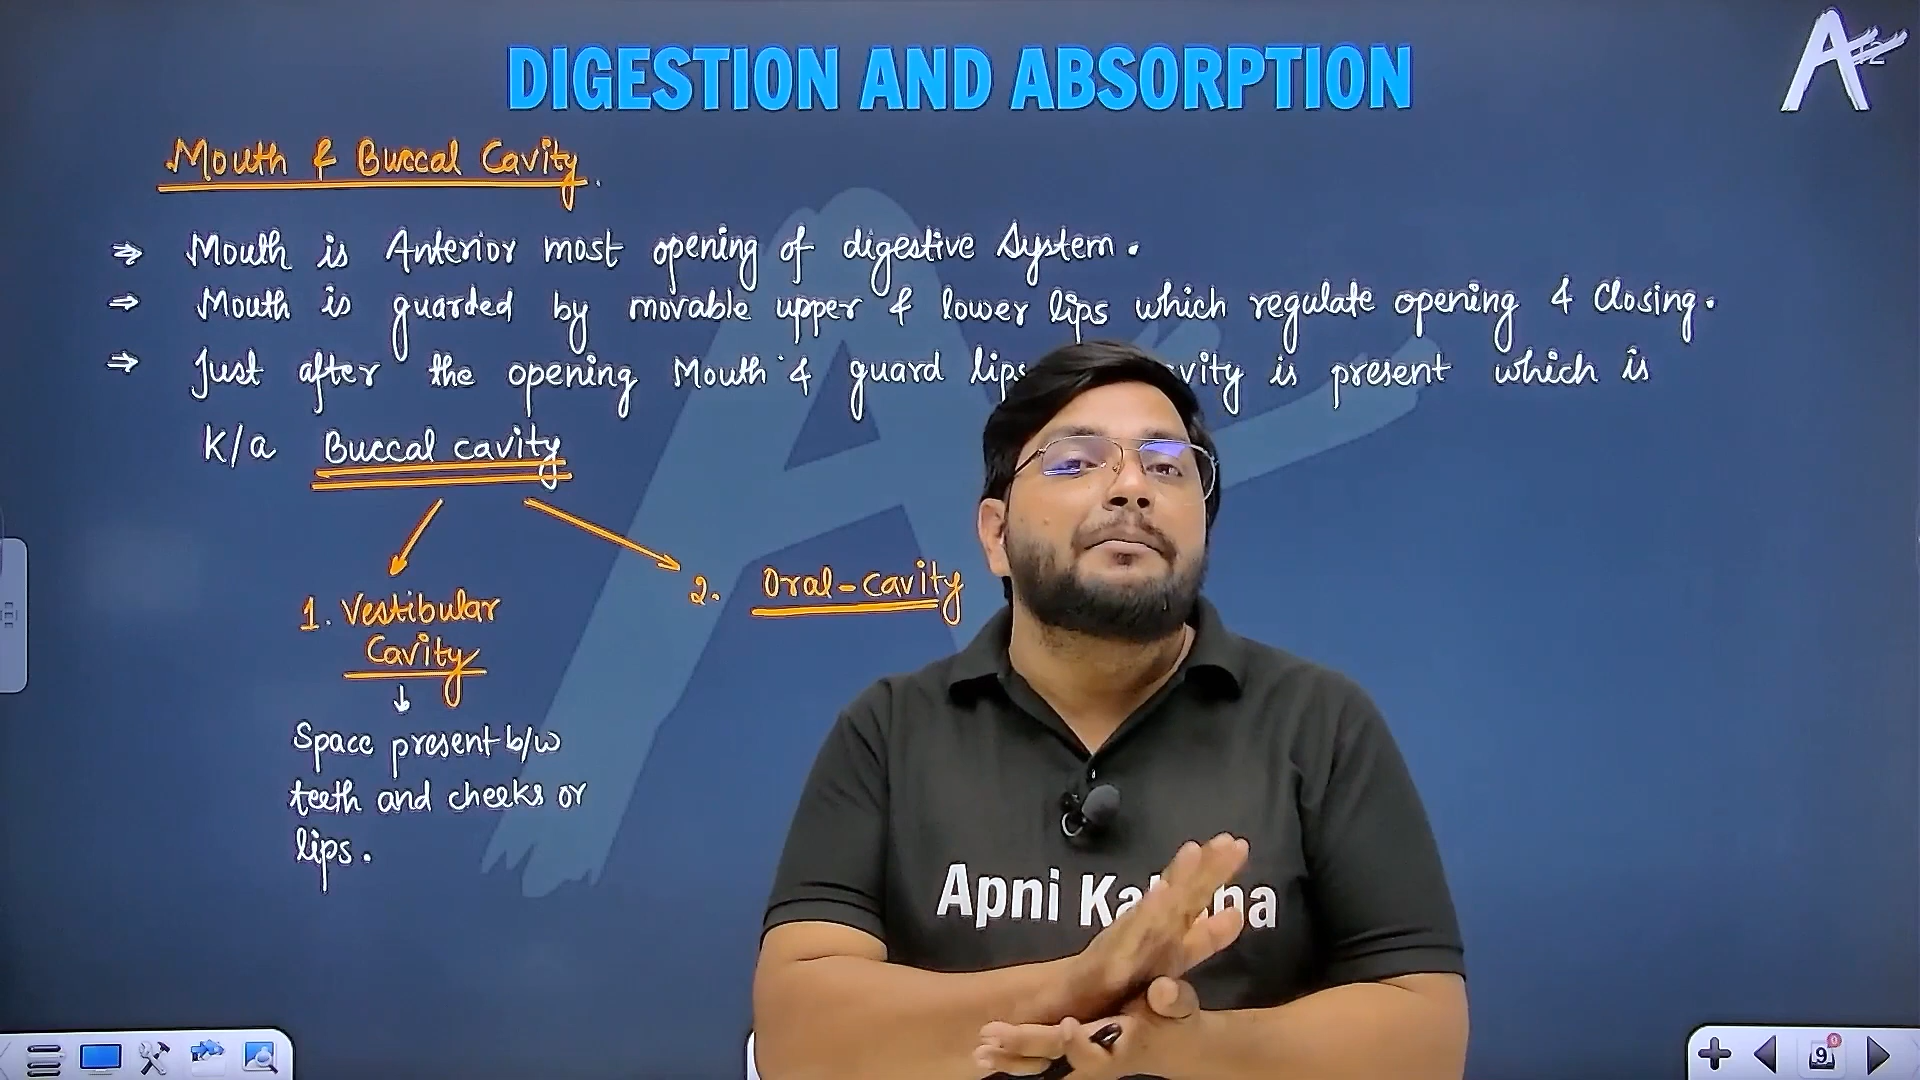 DIGESTION AND ABSORPTION
Mouth & Buccal Cavity.
⇒ Mouth is Anterior most opening of digestive system.
⇒ Mouth is guarded by movable upper & lower lips which regulate opening & closing.
⇒ Just after the opening Mouth & guard lips is present which is
K/a Buccal cavity
1. Vestibular
Cavity
2. Oral-cavity
Space present b/w
teeth and cheeks or
lips.
Apni
9